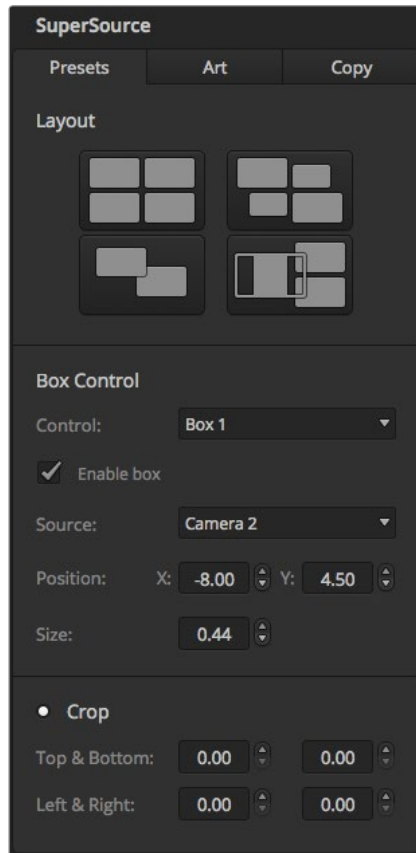 SuperSource
Presets Art Copy
Layout
Box Control
Control: Box 1
Enable box
Source: Camera 2
Position: X: -8.00 Y: 4.50
Size: 0.44
Crop
Top & Bottom: 0.00 0.00
Left & Right: 0.00 0.00